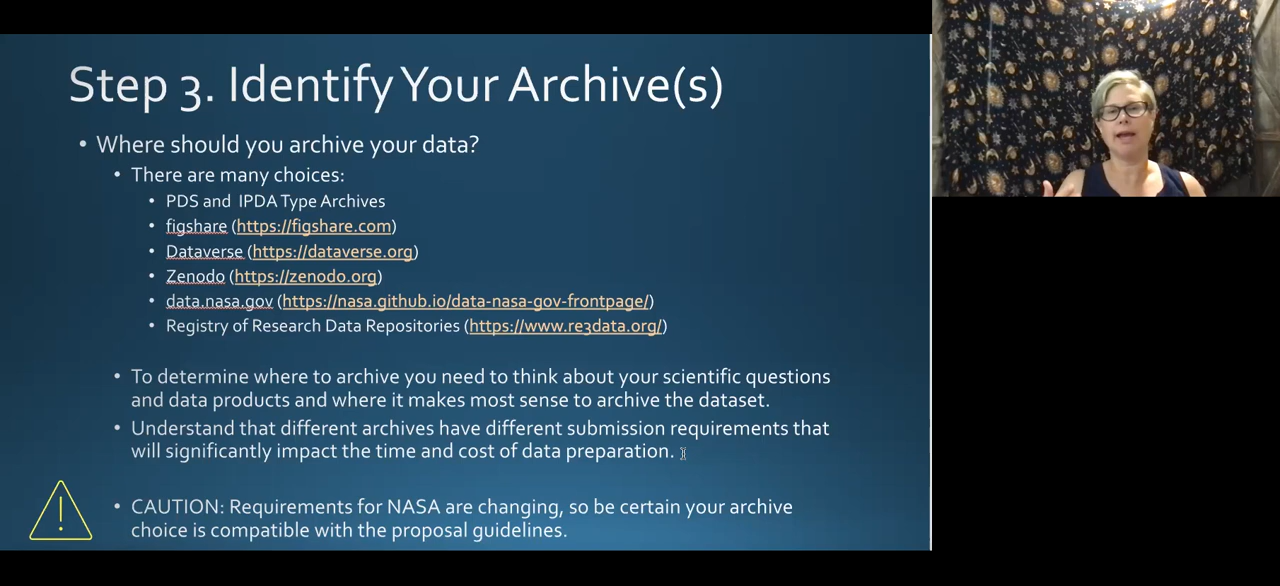 Step 3. Identify Your Archive(s)
• Where should you archive your data?
• There are many choices:
• PDS and IPDA Type Archives
• figshare (https://figshare.com)
• Dataverse (https://dataverse.org)
• Zenodo (https://zenodo.org)
• data.nasa.gov (https://nasa.github.io/data-nasa-gov-frontpage/)
• Registry of Research Data Repositories (https://www.re3data.org/)
• To determine where to archive you need to think about your scientific questions
and data products and where it makes most sense to archive the dataset.
• Understand that different archives have different submission requirements that
will significantly impact the time and cost of data preparation.
• CAUTION: Requirements for NASA are changing, so be certain your archive
choice is compatible with the proposal guidelines.